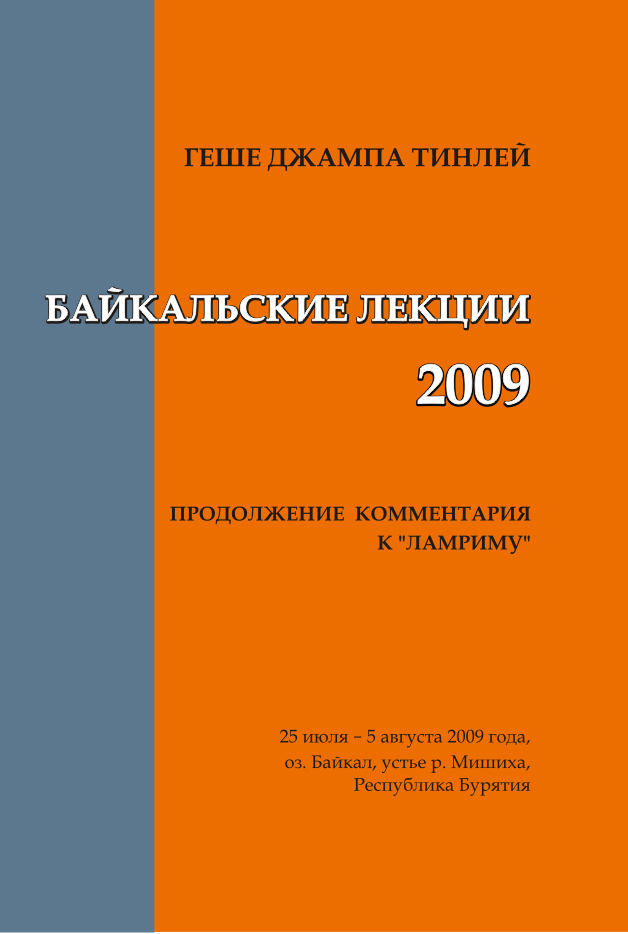 ГЕШЕ ДЖАМПА ТИНЛЕЙ
БАЙКАЛЬСКИЕ ЛЕКЦИИ
2009
ПРОДОЛЖЕНИЕ КОММЕНТАРИЯ
К "ЛАМРИМУ"
25 июля – 5 августа 2009 года,
оз. Байкал, устье р. Мишиха,
Республика Бурятия